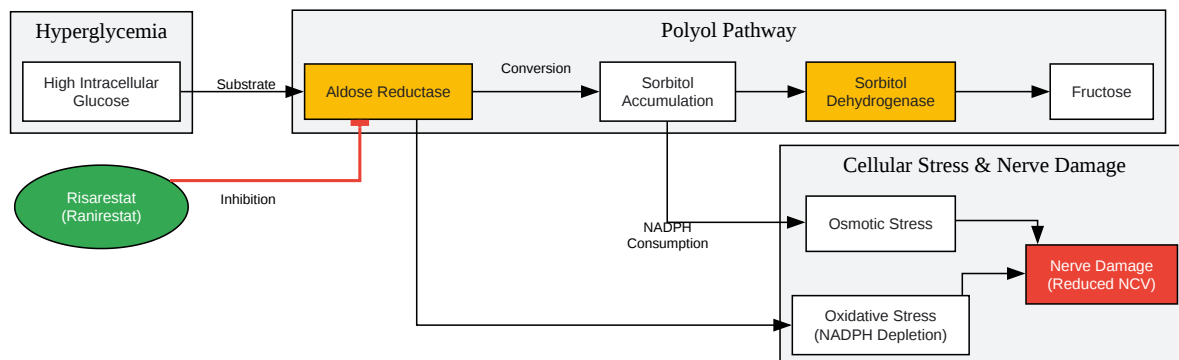 Hyperglycemia
High Intracellular
Glucose
Substrate
Polyol Pathway
Aldose Reductase
Conversion
Sorbitol
Accumulation
Sorbitol
Dehydrogenase
Fructose
Risarestat
(Ranirestat)
Inhibition
NADPH
Consumption
Cellular Stress & Nerve Damage
Osmotic Stress
Nerve Damage
(Reduced NCV)
Oxidative Stress
(NADPH Depletion)